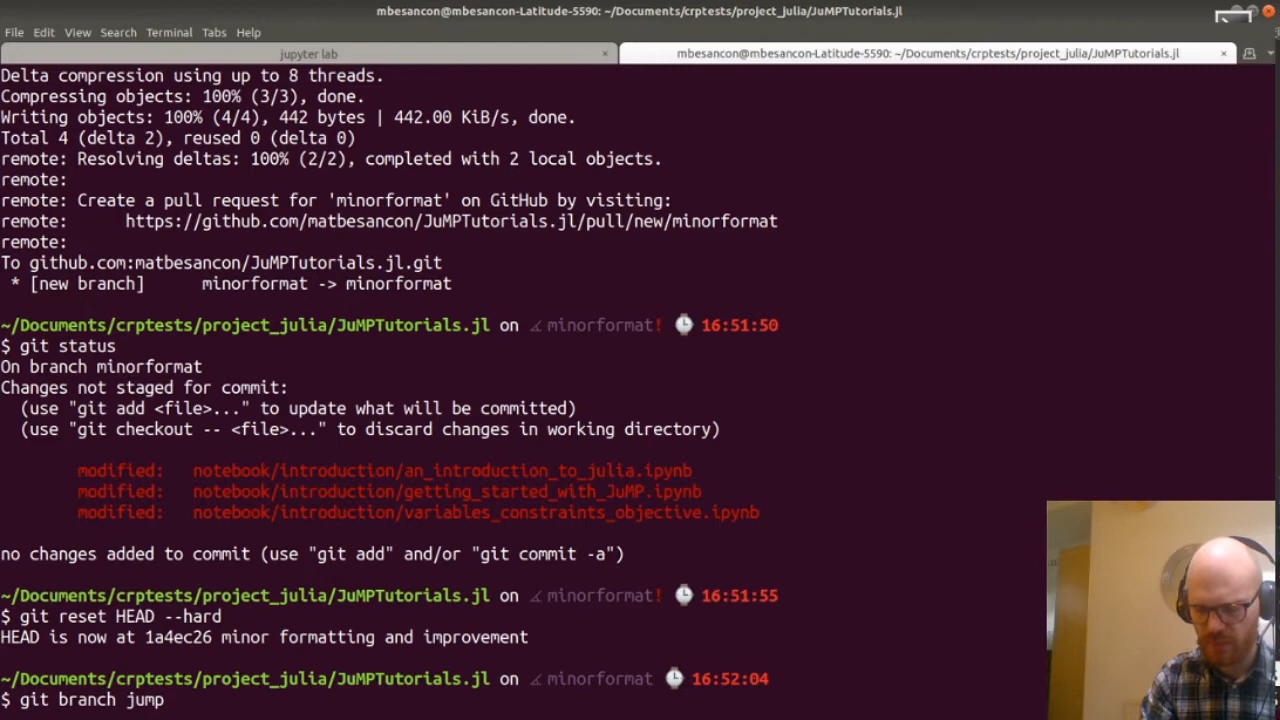 mbesancon@mbesancon-Latitude-5590: ~/Documents/crptests/project_julia/JuMPTutorials.jl
File Edit View Search Terminal Tabs Help
jupyter lab
mbesancon@mbesancon-Latitude-5590: ~/Documents/crptests/project_julia/JuMPTutorials.jl
Delta compression using up to 8 threads.
Compressing objects: 100% (3/3), done.
Writing objects: 100% (4/4), 442 bytes | 442.00 KiB/s, done.
Total 4 (delta 2), reused 0 (delta 0)
remote: Resolving deltas: 100% (2/2), completed with 2 local objects.
remote:
remote: Create a pull request for 'minorformat' on GitHub by visiting:
remote:      https://github.com/matbesancon/JuMPTutorials.jl/pull/new/minorformat
remote:
To github.com:matbesancon/JuMPTutorials.jl.git
 * [new branch]      minorformat -> minorformat
~/Documents/crptests/project_julia/JuMPTutorials.jl on minorformat! 16:51:50
$ git status
On branch minorformat
Changes not staged for commit:
  (use "git add <file>..." to update what will be committed)
  (use "git checkout -- <file>..." to discard changes in working directory)
        modified:   notebook/introduction/an_introduction_to_julia.ipynb
        modified:   notebook/introduction/getting_started_with_JuMP.ipynb
        modified:   notebook/introduction/variables_constraints_objective.ipynb
no changes added to commit (use "git add" and/or "git commit -a")
~/Documents/crptests/project_julia/JuMPTutorials.jl on minorformat! 16:51:55
$ git reset HEAD --hard
HEAD is now at 1a4ec26 minor formatting and improvement
~/Documents/crptests/project_julia/JuMPTutorials.jl on minorformat 16:52:04
$ git branch jump